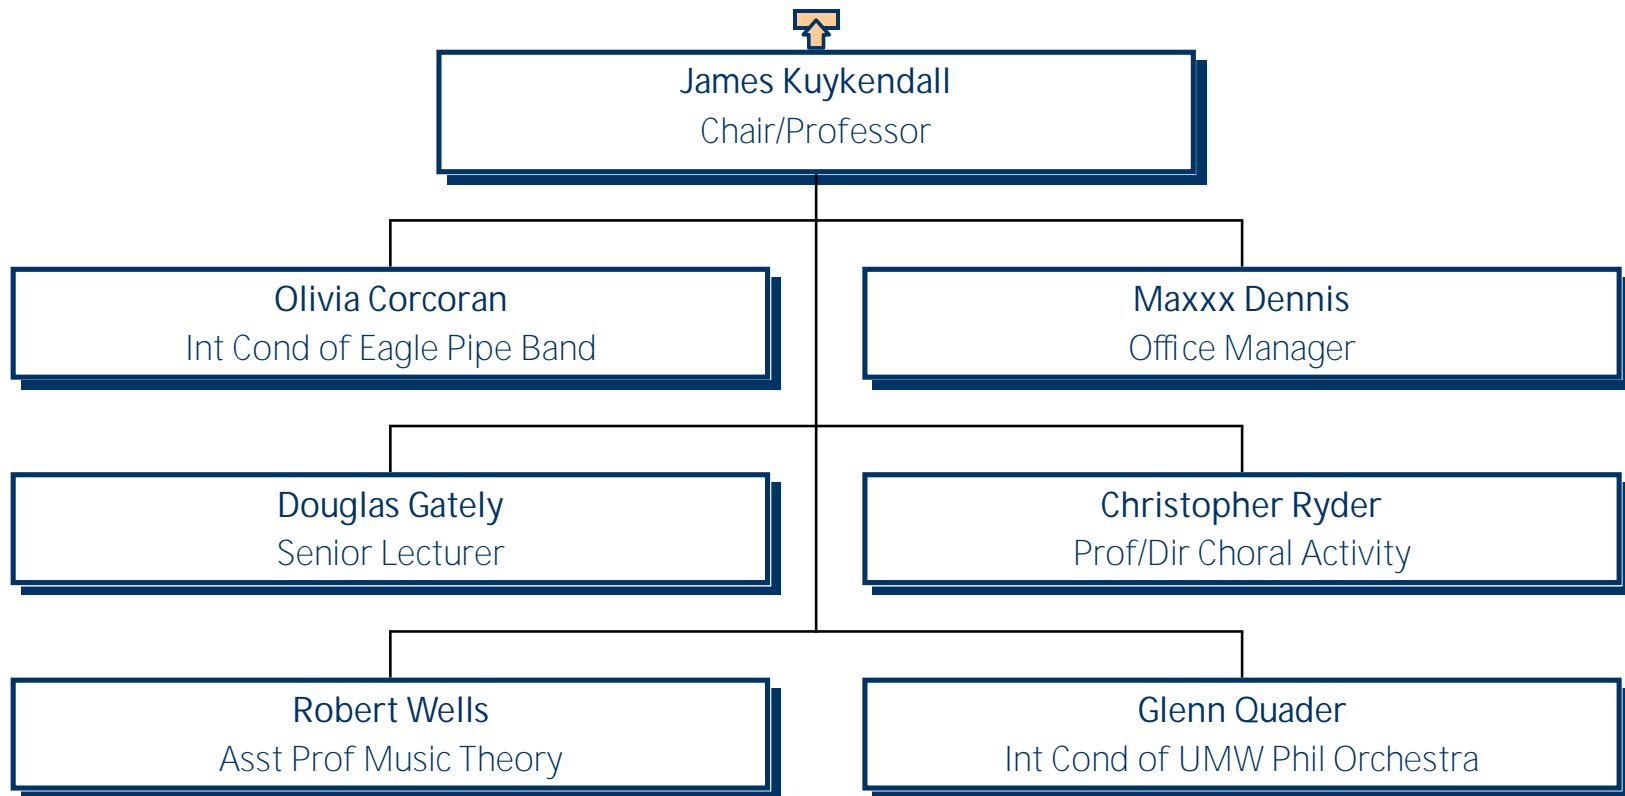 James Kuykendall
Chair/Professor
Olivia Corcoran
Int Cond of Eagle Pipe Band
Maxxx Dennis
Office Manager
Douglas Gately
Senior Lecturer
Christopher Ryder
Prof/Dir Choral Activity
Robert Wells
Asst Prof Music Theory
Glenn Quader
Int Cond of UMW Phil Orchestra